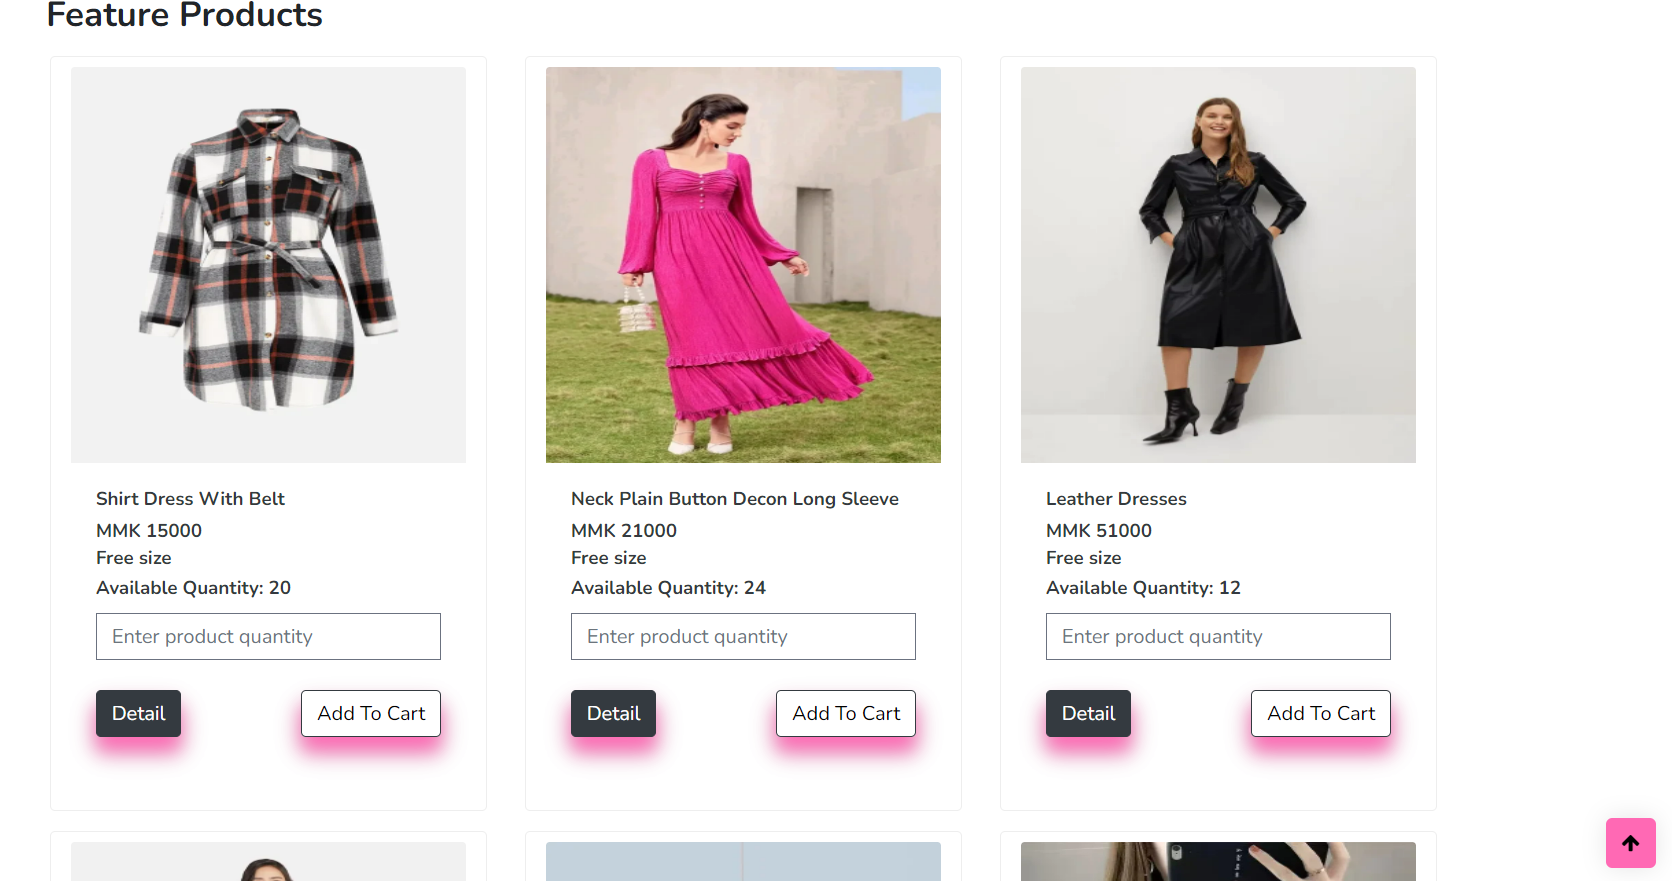 Feature Products
Shirt Dress With Belt
MMK 15000
Free size
Available Quantity: 20
Enter product quantity
Detail
Add To Cart
Neck Plain Button Decon Long Sleeve
MMK 21000
Free size
Available Quantity: 24
Enter product quantity
Detail
Add To Cart
Leather Dresses
MMK 51000
Free size
Available Quantity: 12
Enter product quantity
Detail
Add To Cart